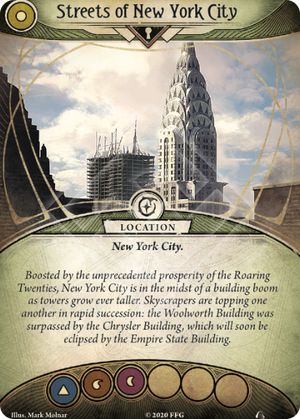 Streets of New York City
LOCATION
New York City.
Boosted by the unprecedented prosperity of the Roaring
Twenties, New York City is in the midst of a building boom
as towers grow ever taller. Skyscrapers are topping one
another in rapid succession: the Woolworth Building was
surpassed by the Chrysler Building, which will soon be
eclipsed by the Empire State Building.
Illus. Mark Molnar
© 2020 FFG